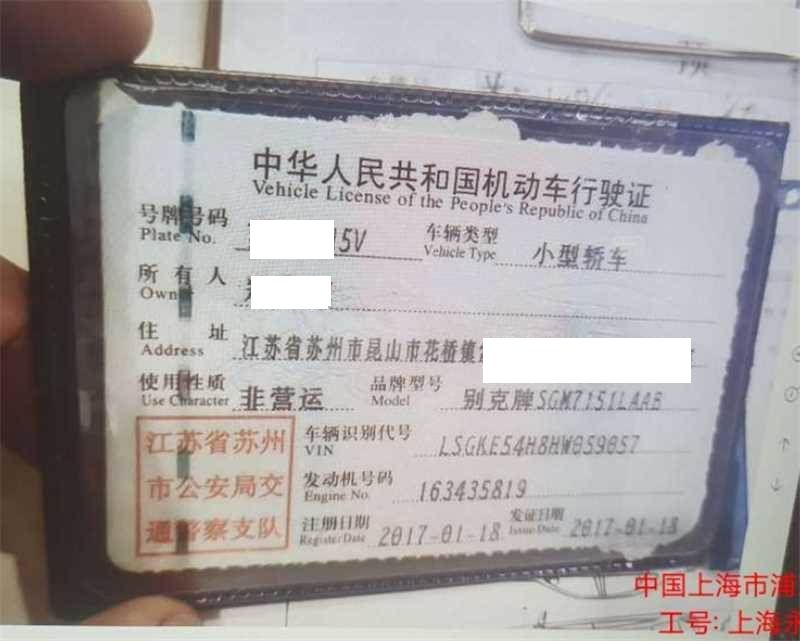 中华人民共和国机动车行驶证
Vehicle License of the People's Republic of China
号牌号码
Plate No.
15V
车辆类型
Vehicle Type
小型轿车
所有人
Owner
住址
Address
江苏省苏州市昆山市花桥镇
使用性质
Use Character
非营运
品牌型号
Model
别克牌SGM7151LAAB
江苏省苏州
市公安局交
通警察支队
车辆识别代号
VIN
LSGKE54H8HW059057
发动机号码
Engine No.
163435819
注册日期
Register Date
2017-01-18
发证日期
Issue Date
2017-01-18
中国上海市浦
工号: 上海永